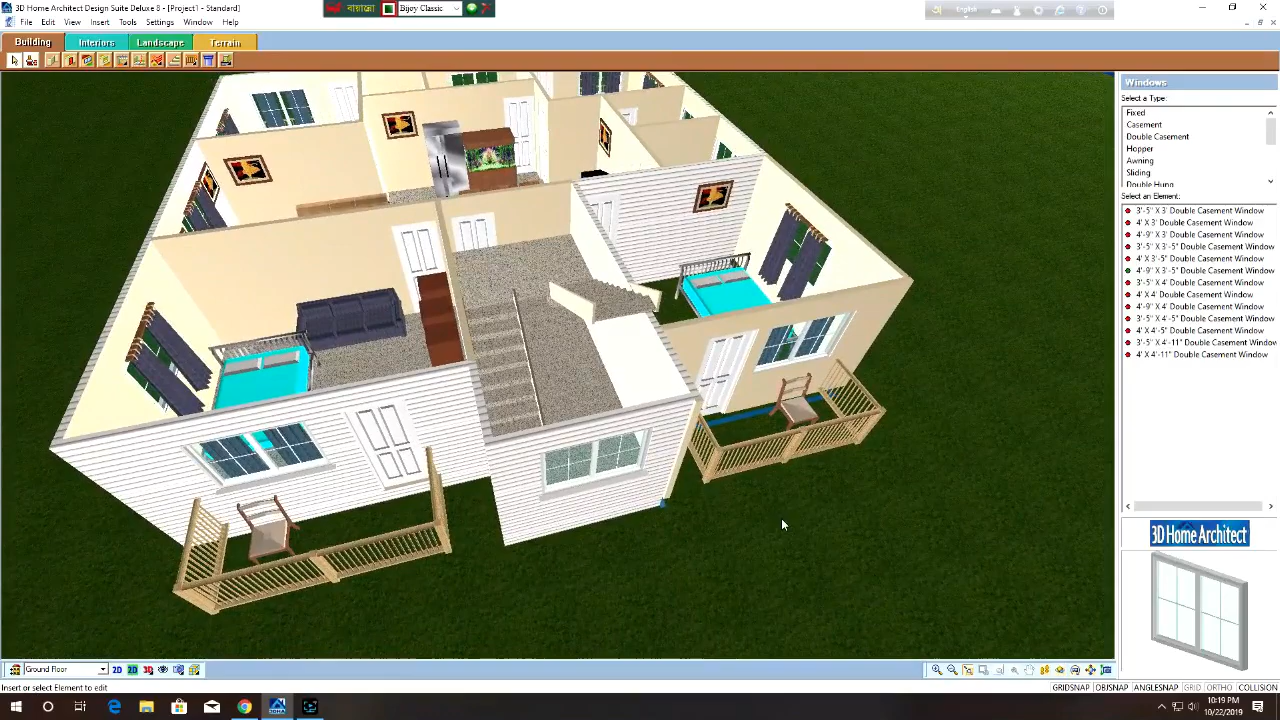 3D Home Architect Design Suite Deluxe 8 - [Project1 - Standard]
বায়ান্নো
Bijoy Classic
English
File Edit View Insert Tools Settings Window Help
Building Interiors Landscape Terrain
Windows
Select a Type:
Fixed
Casement
Double Casement
Hopper
Awning
Sliding
Double Hung
Select an Element:
3'-5" X 3' Double Casement Window
4' X 3' Double Casement Window
4'-9" X 3' Double Casement Window
3'-5" X 3'-5" Double Casement Window
4' X 3'-5" Double Casement Window
4'-9" X 3'-5" Double Casement Window
3'-5" X 4' Double Casement Window
4' X 4' Double Casement Window
4'-9" X 4' Double Casement Window
3'-5" X 4'-5" Double Casement Window
4' X 4'-5" Double Casement Window
3'-5" X 4'-11" Double Casement Window
4' X 4'-11" Double Casement Window
3D Home Architect
Ground Floor
2D 2D 3D
Insert or select Element to edit
GRIDSNAP OBJSNAP ANGLESNAP GRID ORTHO COLLISION
10:19 PM
10/22/2019